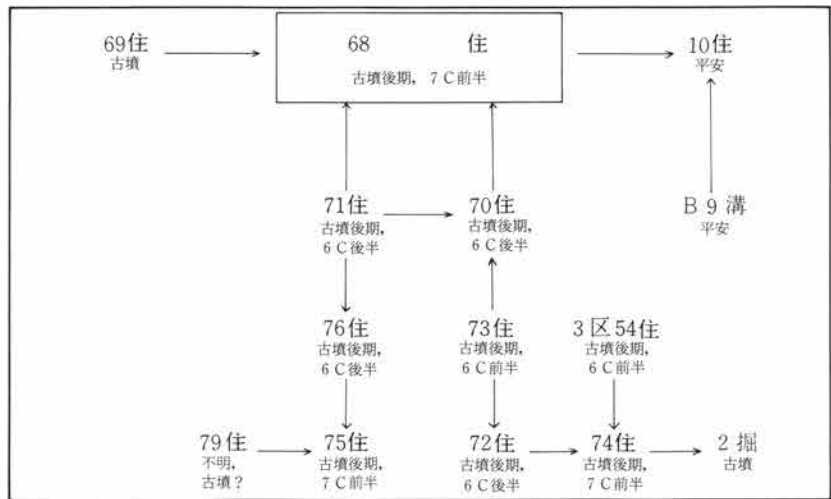 69住
古墳
68 住
古墳後期, 7C前半
10住
平安
71住
古墳後期,
6C後半
70住
古墳後期,
6C後半
B9溝
平安
76住
古墳後期,
6C後半
73住
古墳後期,
6C前半
3区54住
古墳後期,
6C前半
79住
不明,
古墳?
75住
古墳後期,
7C前半
72住
古墳後期,
6C後半
74住
古墳後期,
7C前半
2掘
古墳